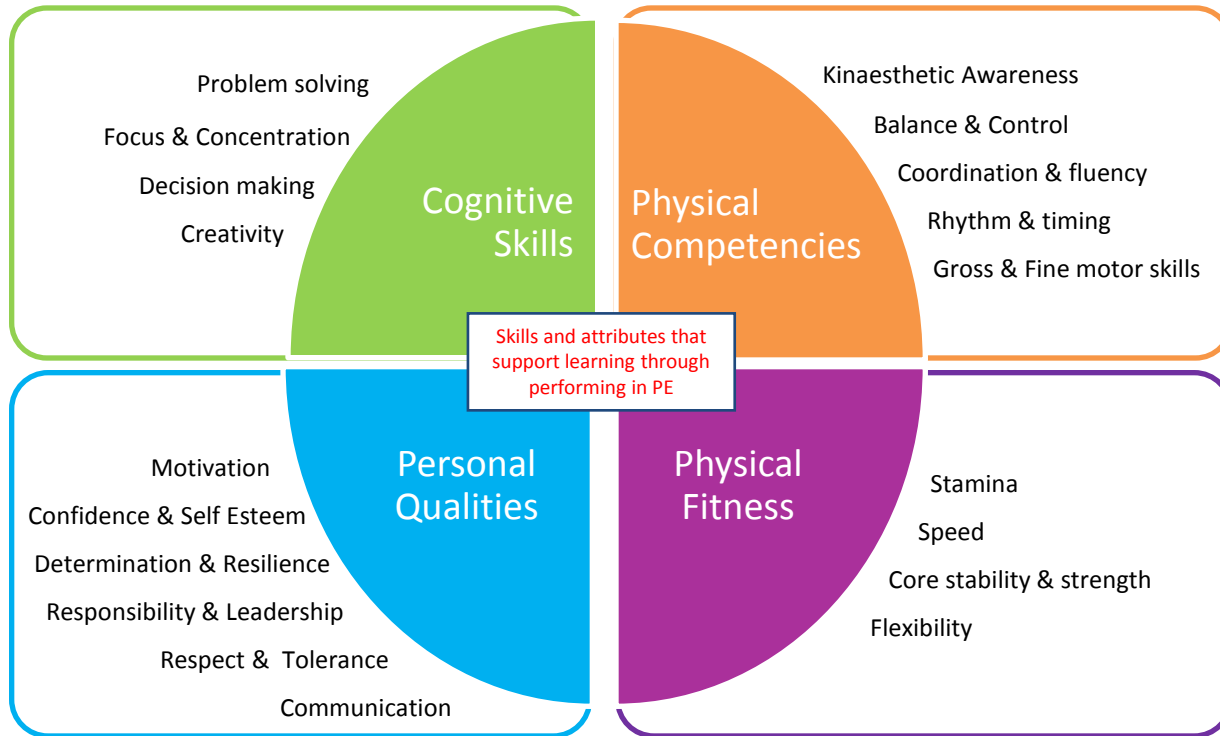 Problem solving
Focus & Concentration
Decision making
Creativity
Cognitive
Skills
Physical
Competencies
Kinaesthetic Awareness
Balance & Control
Coordination & fluency
Rhythm & timing
Gross & Fine motor skills
Skills and attributes that
support learning through
performing in PE
Motivation
Confidence & Self Esteem
Determination & Resilience
Responsibility & Leadership
Respect & Tolerance
Communication
Personal
Qualities
Physical
Fitness
Stamina
Speed
Core stability & strength
Flexibility